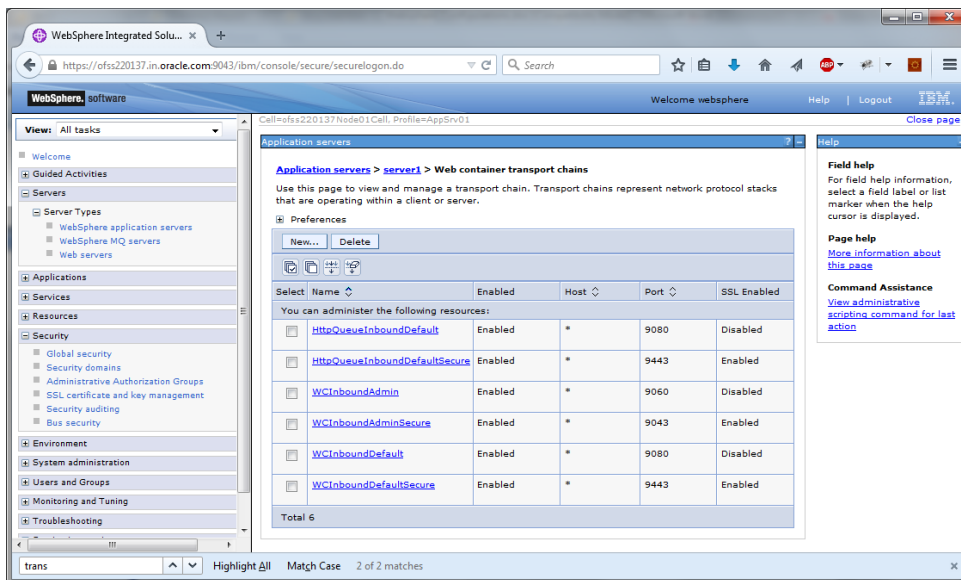 WebSphere Integrated Solu... ×
+
https://ofss220137.in.oracle.com:9043/ibm/console/secure/securelogon.do
Search
ABP
WebSphere. software
Welcome websphere
Help | Logout
IBM.
Cell=ofss220137Node01Cell, Profile=AppSrv01
Close page
View: All tasks
Welcome
Guided Activities
Servers
Server Types
WebSphere application servers
WebSphere MQ servers
Web servers
Applications
Services
Resources
Security
Global security
Security domains
Administrative Authorization Groups
SSL certificate and key management
Security auditing
Bus security
Environment
System administration
Users and Groups
Monitoring and Tuning
Troubleshooting
Application servers
? -
Application servers > server1 > Web container transport chains
Use this page to view and manage a transport chain. Transport chains represent network protocol stacks
that are operating within a client or server.
Preferences
New... Delete
Select Name Enabled Host Port SSL Enabled
You can administer the following resources:
HttpQueueInboundDefault Enabled * 9080 Disabled
HttpQueueInboundDefaultSecure Enabled * 9443 Enabled
WCInboundAdmin Enabled * 9060 Disabled
WCInboundAdminSecure Enabled * 9043 Enabled
WCInboundDefault Enabled * 9080 Disabled
WCInboundDefaultSecure Enabled * 9443 Enabled
Total 6
Help
Field help
For field help information,
select a field label or list
marker when the help
cursor is displayed.
Page help
More information about
this page
Command Assistance
View administrative
scripting command for last
action
trans
Highlight All Match Case 2 of 2 matches
×